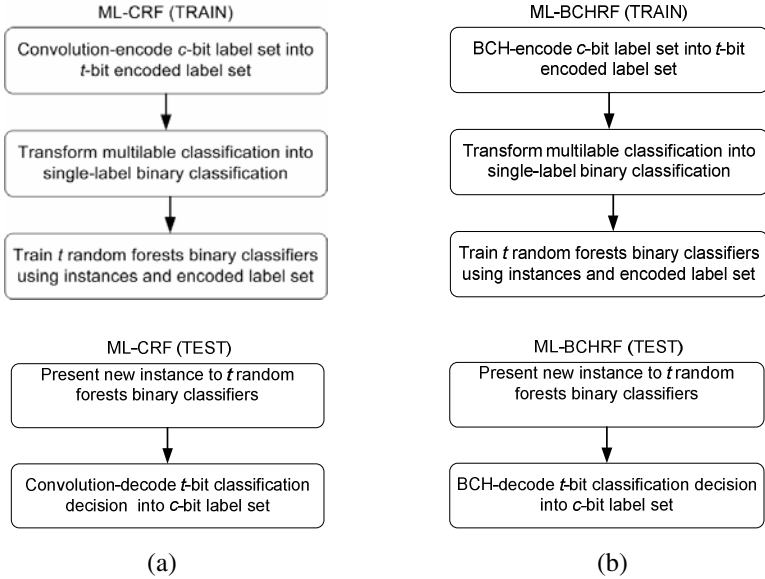 ML-CRF (TRAIN)
Convolution-encode c-bit label set into
t-bit encoded label set
Transform multilable classification into
single-label binary classification
Train t random forests binary classifiers
using instances and encoded label set
ML-CRF (TEST)
Present new instance to t random
forests binary classifiers
Convolution-decode t-bit classification
decision into c-bit label set
(a)
ML-BCHRF (TRAIN)
BCH-encode c-bit label set into t-bit
encoded label set
Transform multilable classification into
single-label binary classification
Train t random forests binary classifiers
using instances and encoded label set
ML-BCHRF (TEST)
Present new instance to t random
forests binary classifiers
BCH-decode t-bit classification decision
into c-bit label set
(b)